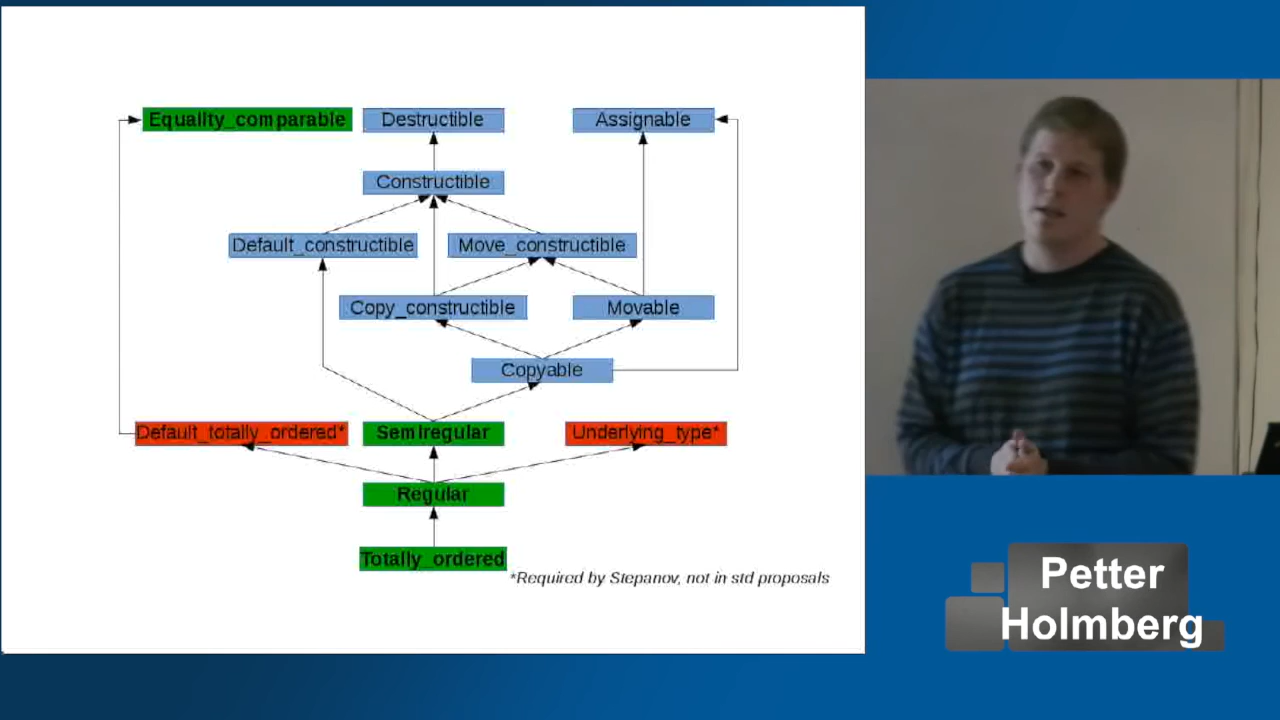 Equality_comparable
Destructible
Assignable
Constructible
Default_constructible
Move_constructible
Copy_constructible
Movable
Copyable
Default_totally_ordered*
Semiregular
Underlying_type*
Regular
Totally_ordered
*Required by Stepanov, not in std proposals
Petter
Holmberg